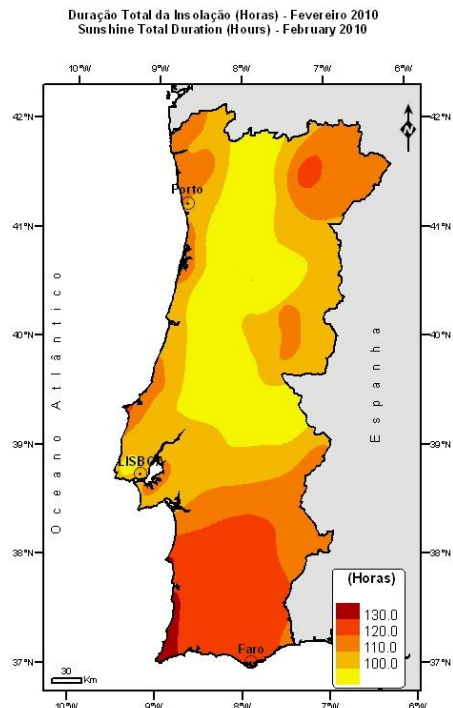 Duração Total da Insolação (Horas) - Fevereiro 2010
Sunshine Total Duration (Hours) - February 2010
10°W 9°W 8°W 7°W 6°W
42°N 42°N
Porto
41°N 41°N
Oceano Atlântico
Espanha
40°N 40°N
39°N 39°N
LISBOA
38°N 38°N
(Horas)
130.0
120.0
110.0
100.0
Faro
37°N 37°N
30
Km
10°W 9°W 8°W 7°W 6°W